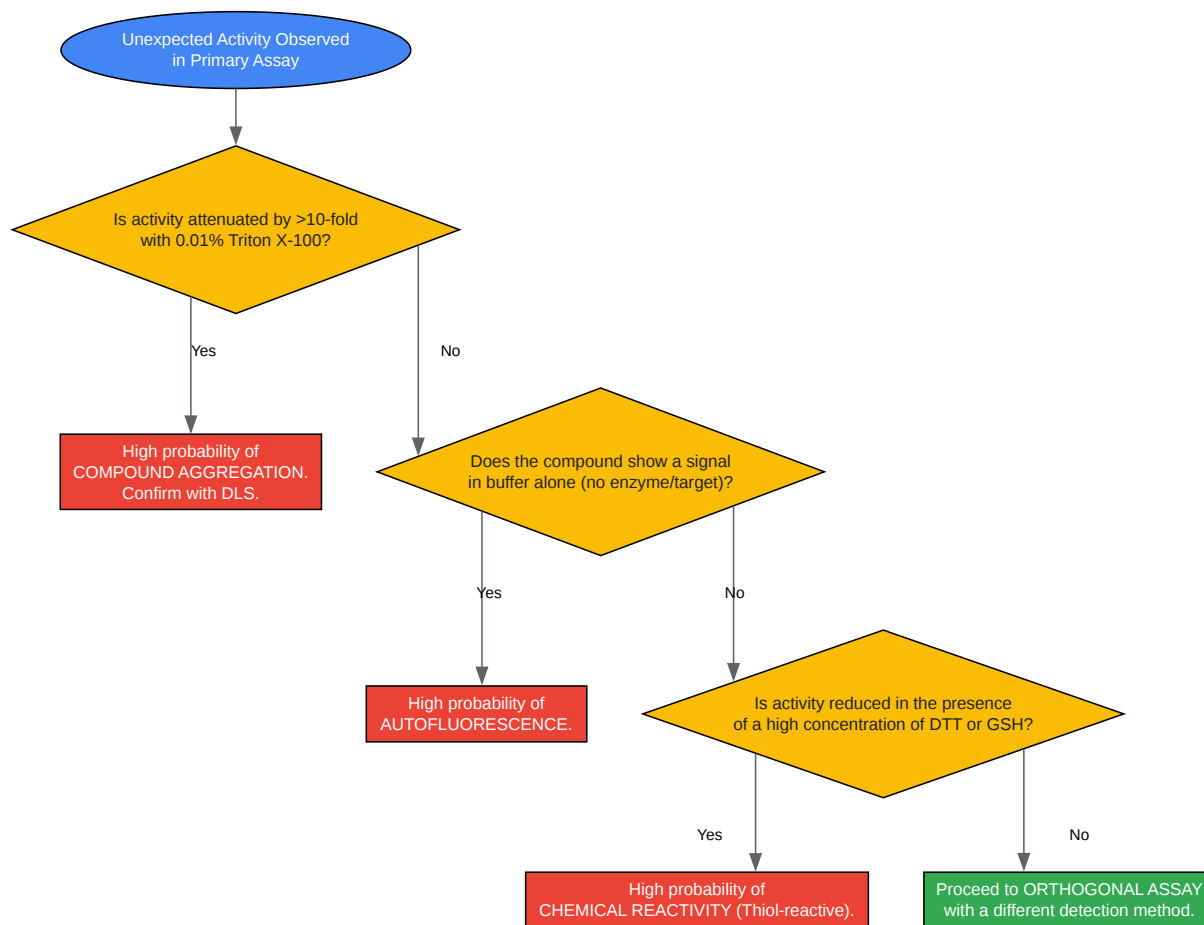 Unexpected Activity Observed
in Primary Assay
Is activity attenuated by >10-fold
with 0.01% Triton X-100?
Yes
No
High probability of
COMPOUND AGGREGATION.
Confirm with DLS.
Does the compound show a signal
in buffer alone (no enzyme/target)?
Yes
No
High probability of
AUTOFLUORESCENCE.
Is activity reduced in the presence
of a high concentration of DTT or GSH?
Yes
No
High probability of
CHEMICAL REACTIVITY (Thiol-reactive).
Proceed to ORTHOGONAL ASSAY
with a different detection method.